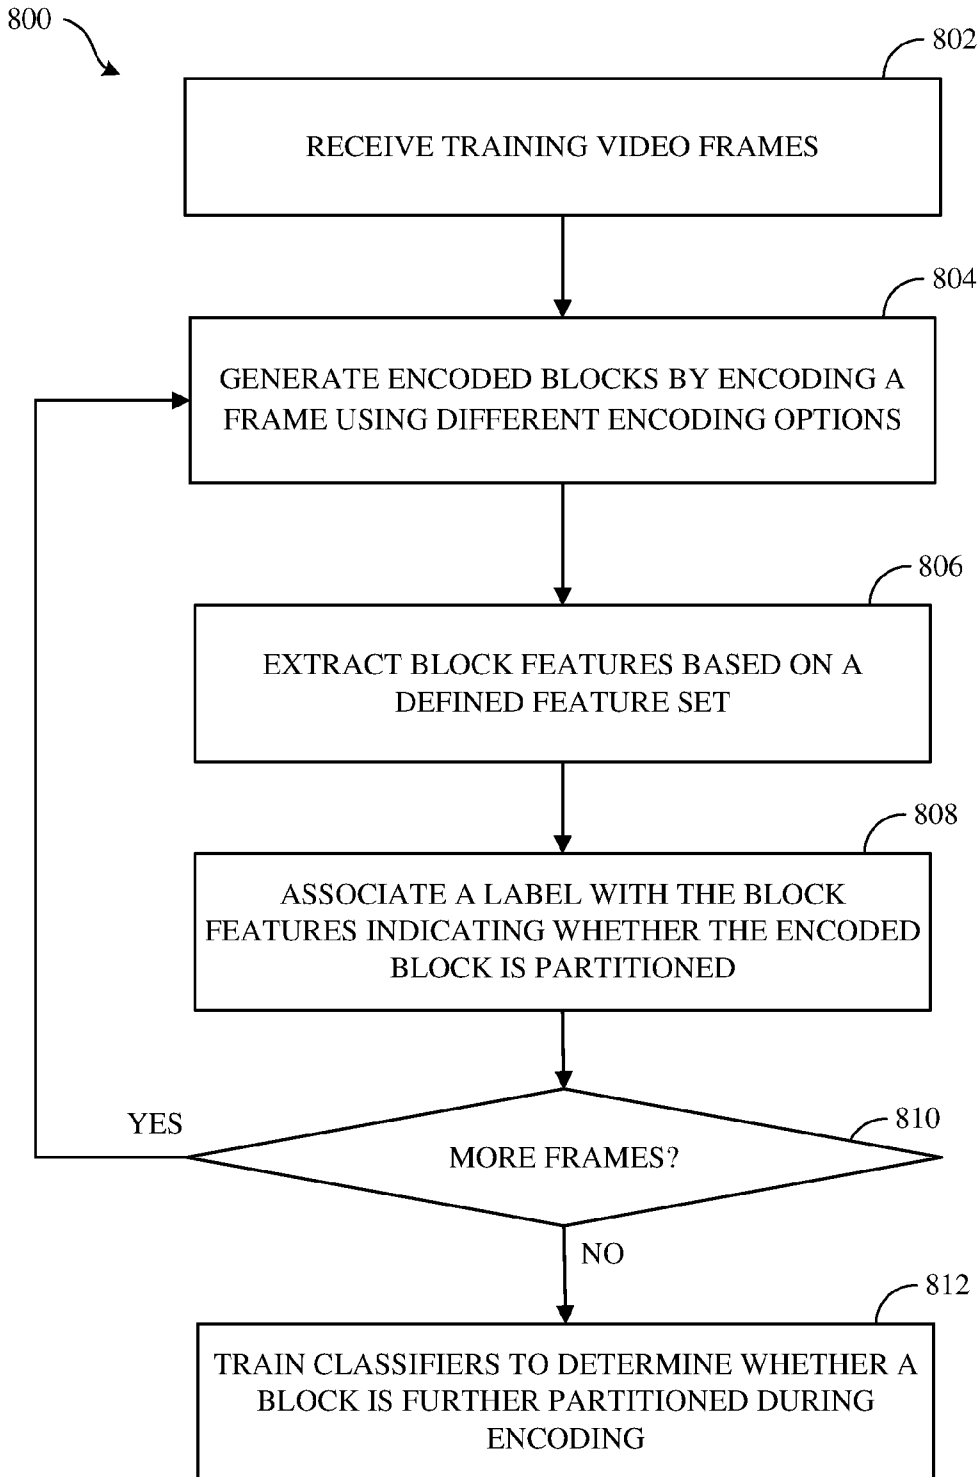 800
802
RECEIVE TRAINING VIDEO FRAMES
804
GENERATE ENCODED BLOCKS BY ENCODING A
FRAME USING DIFFERENT ENCODING OPTIONS
806
EXTRACT BLOCK FEATURES BASED ON A
DEFINED FEATURE SET
808
ASSOCIATE A LABEL WITH THE BLOCK
FEATURES INDICATING WHETHER THE ENCODED
BLOCK IS PARTITIONED
YES
810
MORE FRAMES?
NO
812
TRAIN CLASSIFIERS TO DETERMINE WHETHER A
BLOCK IS FURTHER PARTITIONED DURING
ENCODING